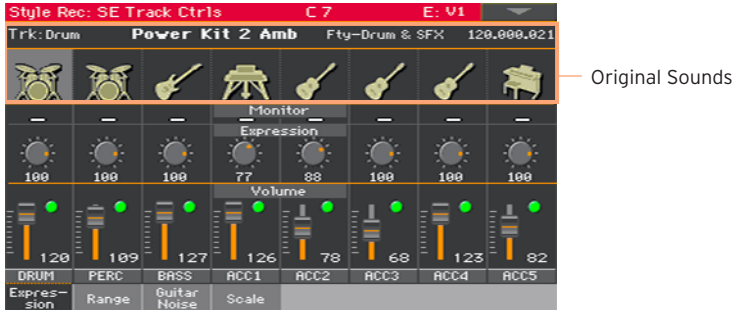 Style Rec: SE Track Ctrls C 7 E: V1
Trk:Drum Power Kit 2 Amb Fty-Drum & SFX 120.000.021
Original Sounds
Monitor
Expression
100 100 100 77 88 100 100 100
Volume
120 109 127 126 78 68 123 82
DRUM PERC BASS ACC1 ACC2 ACC3 ACC4 ACC5
Expres-
sion Range Guitar
Noise Scale